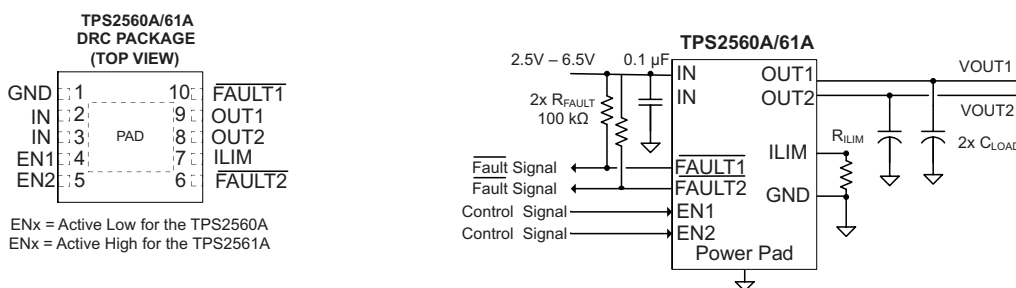 TPS2560A/61A
DRC PACKAGE
(TOP VIEW)
GND 1
IN 2
IN 3
EN1 4
EN2 5
PAD
10 FAULT1
9 OUT1
8 OUT2
7 ILIM
6 FAULT2
ENx = Active Low for the TPS2560A
ENx = Active High for the TPS2561A
TPS2560A/61A
2.5V – 6.5V
0.1 µF
2x RFAULT
100 kΩ
IN
IN
OUT1
OUT2
VOUT1
VOUT2
RILIM
2x CLOAD
ILIM
GND
Fault Signal
Fault Signal
Control Signal
Control Signal
FAULT1
FAULT2
EN1
EN2
Power Pad